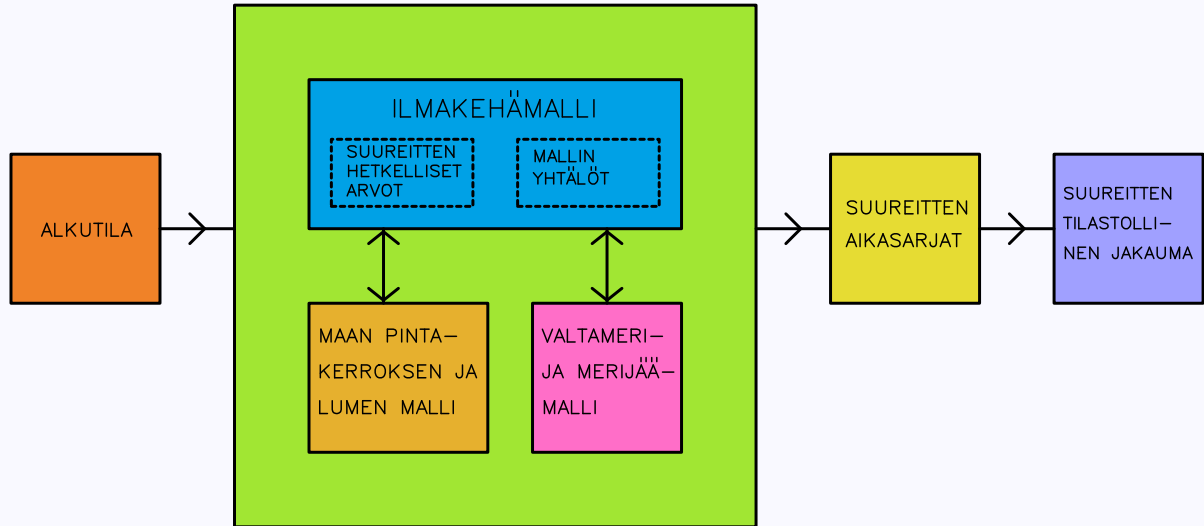 ALKUTILA
ILMAKEHÄMALLI
SUUREITTEN
HETKELLISET
ARVOT
MALLIN
YHTÄLÖT
MAAN PINTA–
KERROKSEN JA
LUMEN MALLI
VALTAMERI–
JA MERIJÄÄ–
MALLI
SUUREITTEN
AIKASARJAT
SUUREITTEN
TILASTOLLI–
NEN JAKAUMA